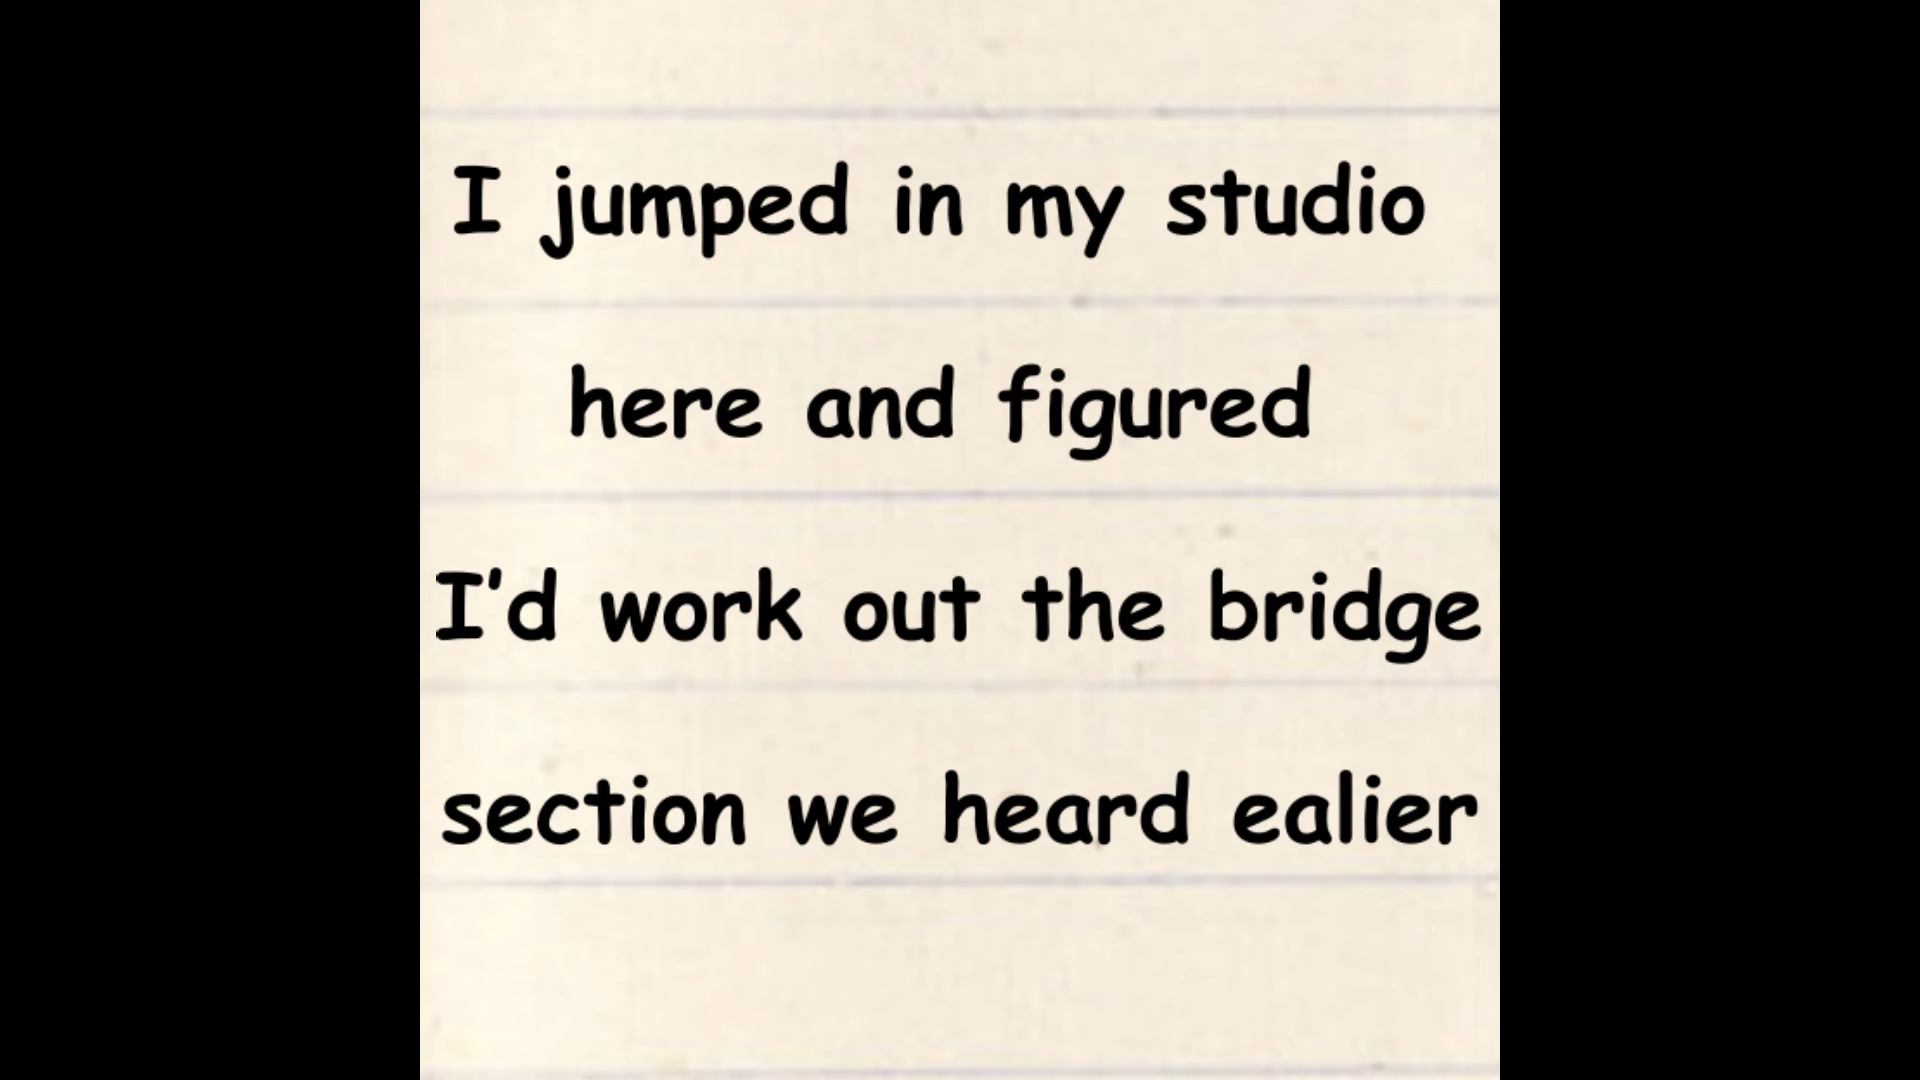 I jumped in my studio
here and figured
I'd work out the bridge
section we heard ealier